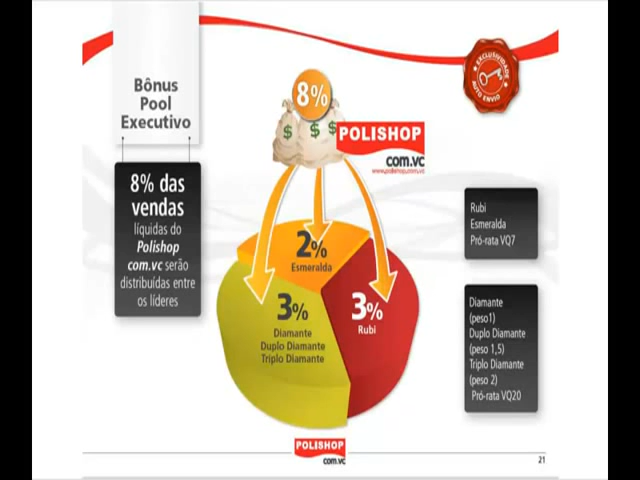 Bônus
Pool
Executivo
8% das
vendas
líquidas do
Polishop
com.vc serão
distribuídas entre
os líderes
8%
$ $ $
POLISHOP
com.vc
www.polishop.com.vc
EXCLUSIVIDADE
AUTO ENVIO
2%
Esmeralda
3%
Diamante
Duplo Diamante
Triplo Diamante
3%
Rubi
Rubi
Esmeralda
Pró-rata VQ7
Diamante
(peso1)
Duplo Diamante
(peso 1,5)
Triplo Diamante
(peso 2)
Pró-rata VQ20
POLISHOP
com.vc
21